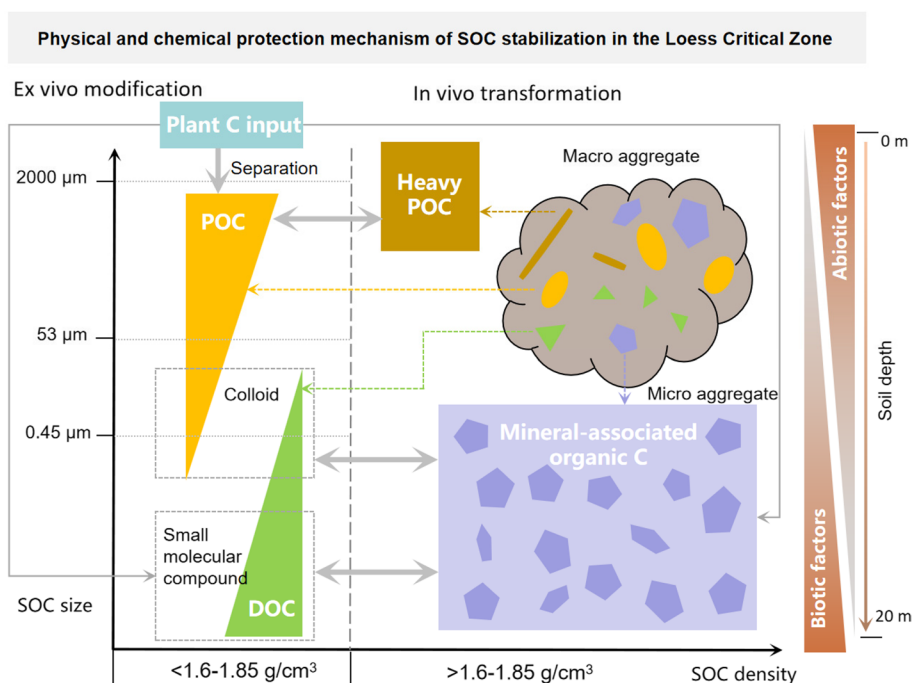 Physical and chemical protection mechanism of SOC stabilization in the Loess Critical Zone
Ex vivo modification
In vivo transformation
Plant C input
0 m
Separation
Macro aggregate
2000 µm
Heavy
POC
POC
Abiotic factors
53 µm
Soil depth
Colloid
Micro aggregate
0.45 µm
Mineral-associated
organic C
Small
molecular
compound
Biotic factors
SOC size
DOC
20 m
<1.6-1.85 g/cm³
>1.6-1.85 g/cm³
SOC density